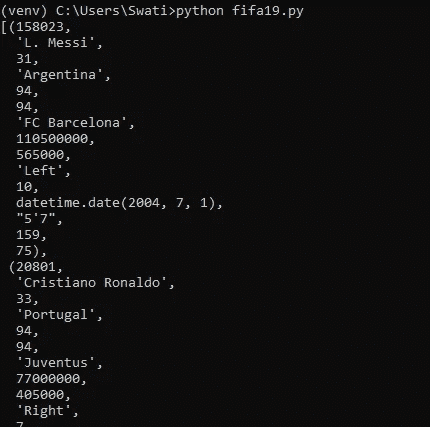 (venv) C:\Users\Swati>python fifa19.py
[(158023,
'L. Messi',
31,
'Argentina',
94,
94,
'FC Barcelona',
110500000,
565000,
'Left',
10,
datetime.date(2004, 7, 1),
"5'7",
159,
75),
(20801,
'Cristiano Ronaldo',
33,
'Portugal',
94,
94,
'Juventus',
77000000,
405000,
'Right',
7